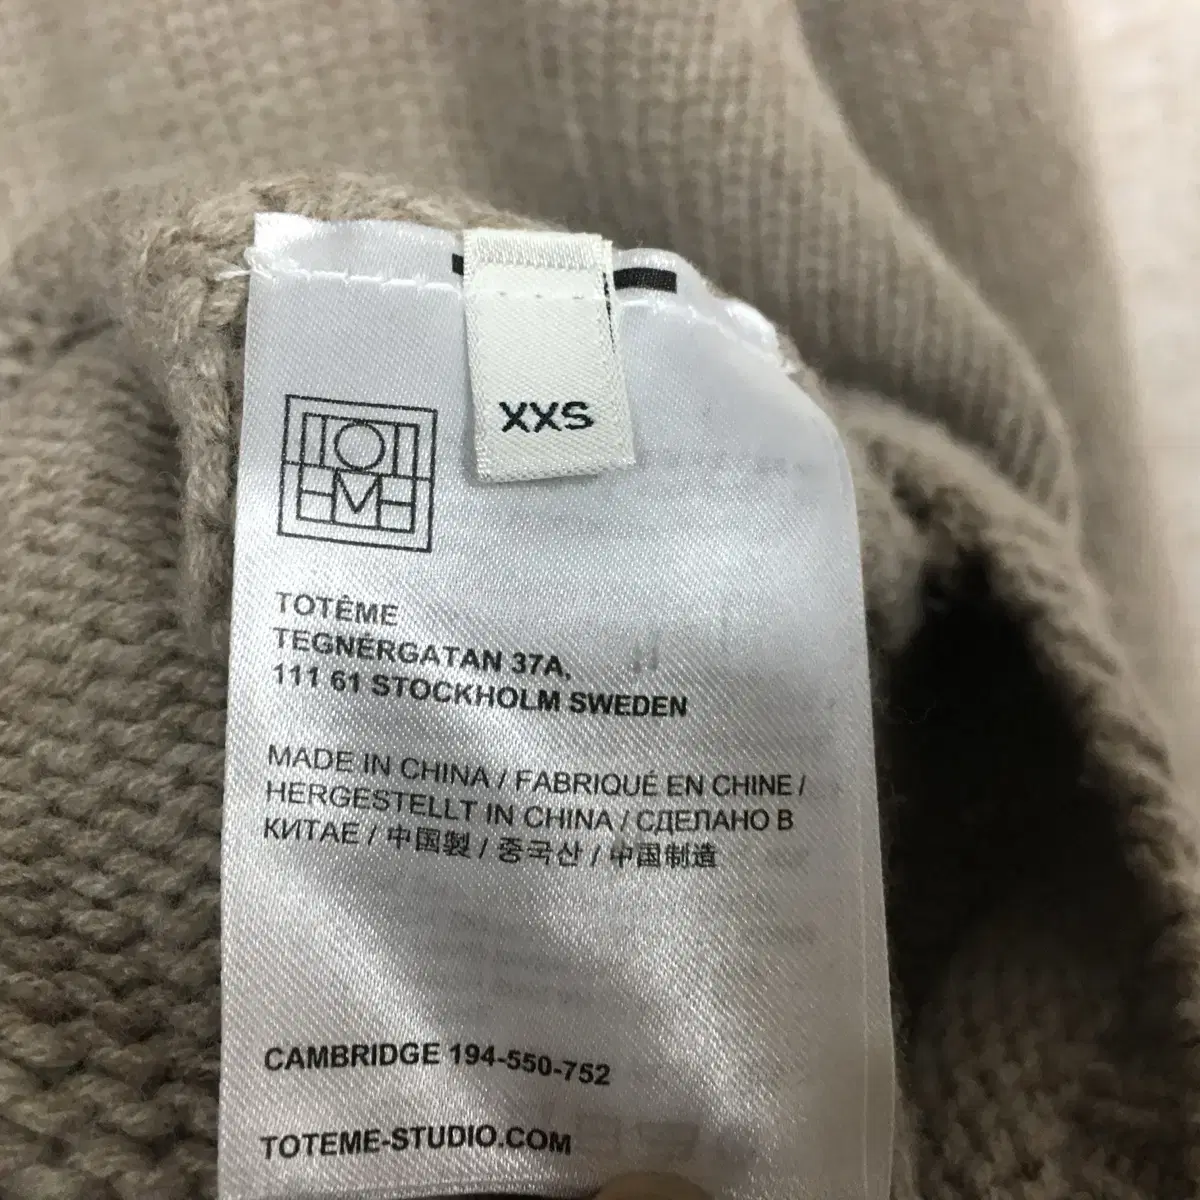 XXS
TOTÊME
TOTÊME
TEGNÉRGATAN 37A,
111 61 STOCKHOLM SWEDEN
MADE IN CHINA / FABRIQUÉ EN CHINE /
HERGESTELLT IN CHINA / СДЕЛАНО В
КИТАЕ / 中国製 / 중국산 / 中国制造
CAMBRIDGE 194-550-752
TOTEME-STUDIO.COM